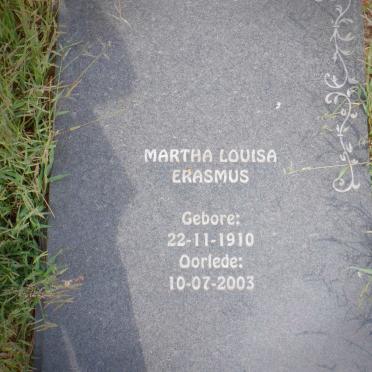 MARTHA LOUISA
ERASMUS
Gebore:
22-11-1910
Oorlede:
10-07-2003